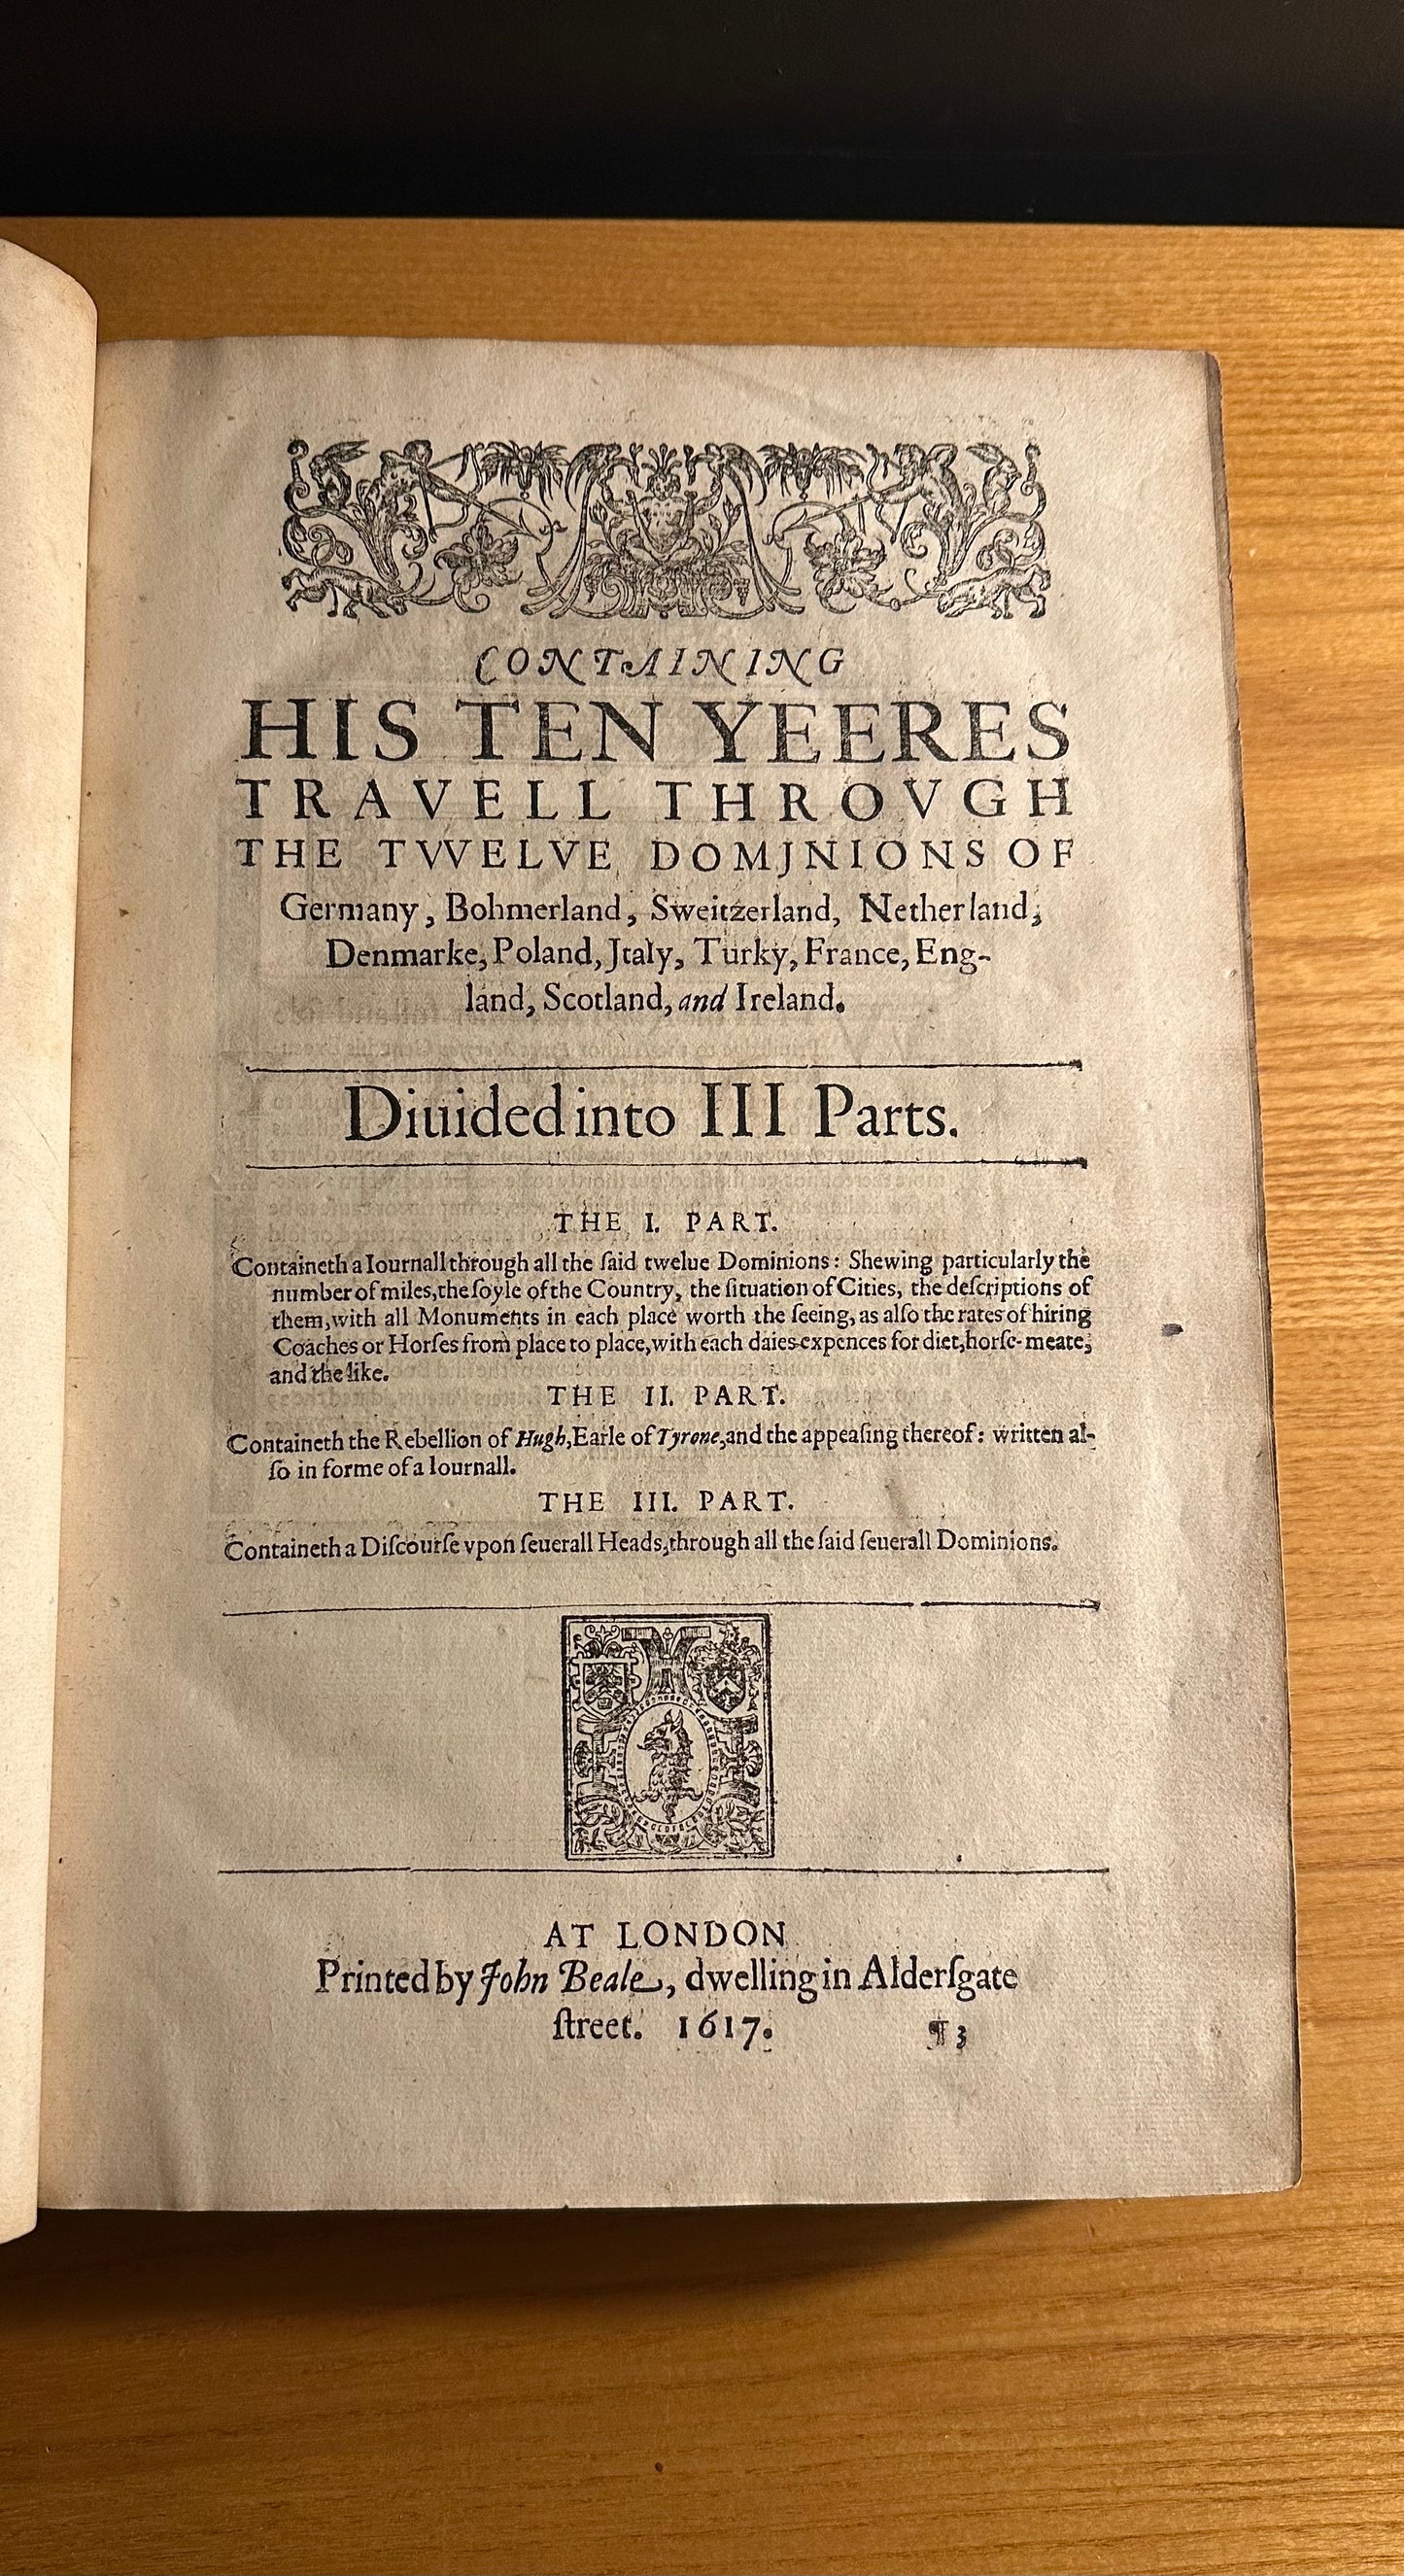 CONTAINING
HIS TEN YEERES
TRAVELL THROVGH
THE TVVELVE DOMJNIONS OF
Germany, Bohmerland, Sweitzerland, Netherland,
Denmarke, Poland, Jtaly, Turky, France, Eng-
land, Scotland, and Ireland.
Diuided into III Parts.
THE I. PART.
Containeth a Iournall through all the ſaid twelue Dominions: Shewing particularly the
number of miles, the ſoyle of the Country, the ſituation of Cities, the deſcriptions of
them, with all Monuments in each place worth the ſeeing, as alſo the rates of hiring
Coaches or Horſes from place to place, with each daies expences for diet, horſe-meate,
and the like.
THE II. PART.
Containeth the Rebellion of Hugh, Earle of Tyrone, and the appeaſing thereof: written al-
ſo in forme of a Iournall.
THE III. PART.
Containeth a Diſcourſe vpon ſeuerall Heads, through all the ſaid ſeuerall Dominions.
AT LONDON
Printed by John Beale, dwelling in Alderſgate
ſtreet. 1617. ¶ 3